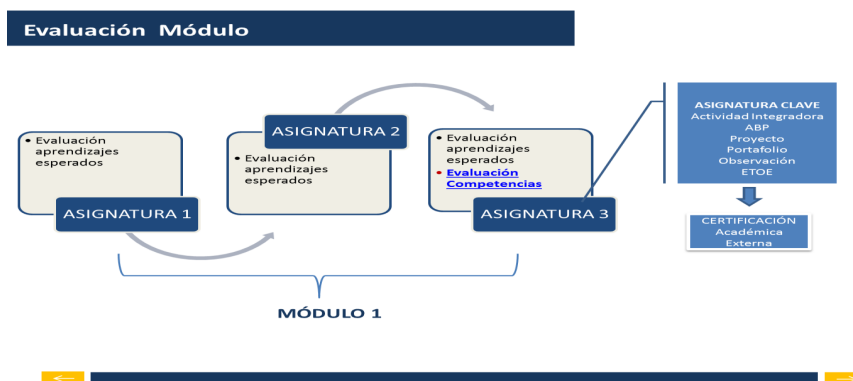 Evaluación Módulo
• Evaluación
aprendizajes
esperados
ASIGNATURA 1
ASIGNATURA 2
• Evaluación
aprendizajes
esperados
• Evaluación
aprendizajes
esperados
• Evaluación
Competencias
ASIGNATURA 3
ASIGNATURA CLAVE
Actividad Integradora
ABP
Proyecto
Portafolio
Observación
ETOE
CERTIFICACIÓN
Académica
Externa
MÓDULO 1